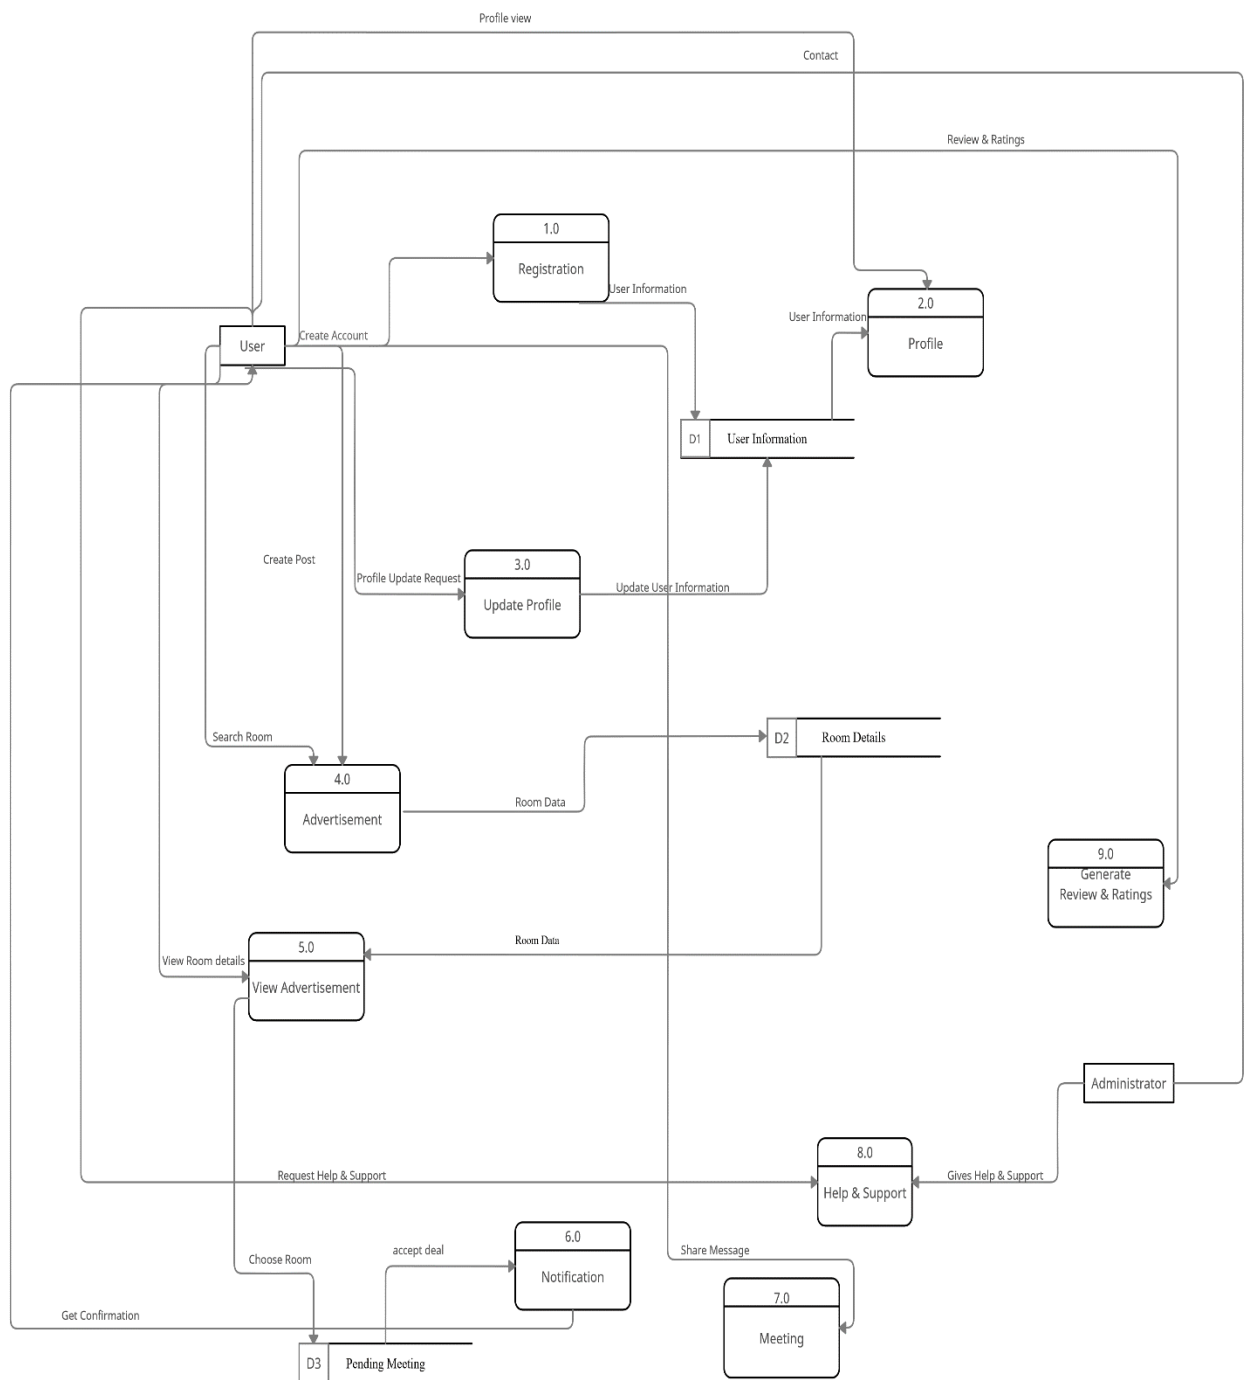 Profile view
Contact
Review & Ratings
1.0
Registration
User Information
2.0
User Information
Profile
Create Account
User
D1
User Information
Create Post
3.0
Profile Update Request
Update User Information
Update Profile
Search Room
D2
Room Details
4.0
Room Data
Advertisement
9.0
Generate
Review & Ratings
5.0
Room Data
View Room details
View Advertisement
Administrator
8.0
Request Help & Support
Gives Help & Support
Help & Support
6.0
accept deal
Share Message
Choose Room
Notification
7.0
Get Confirmation
Meeting
D3
Pending Meeting